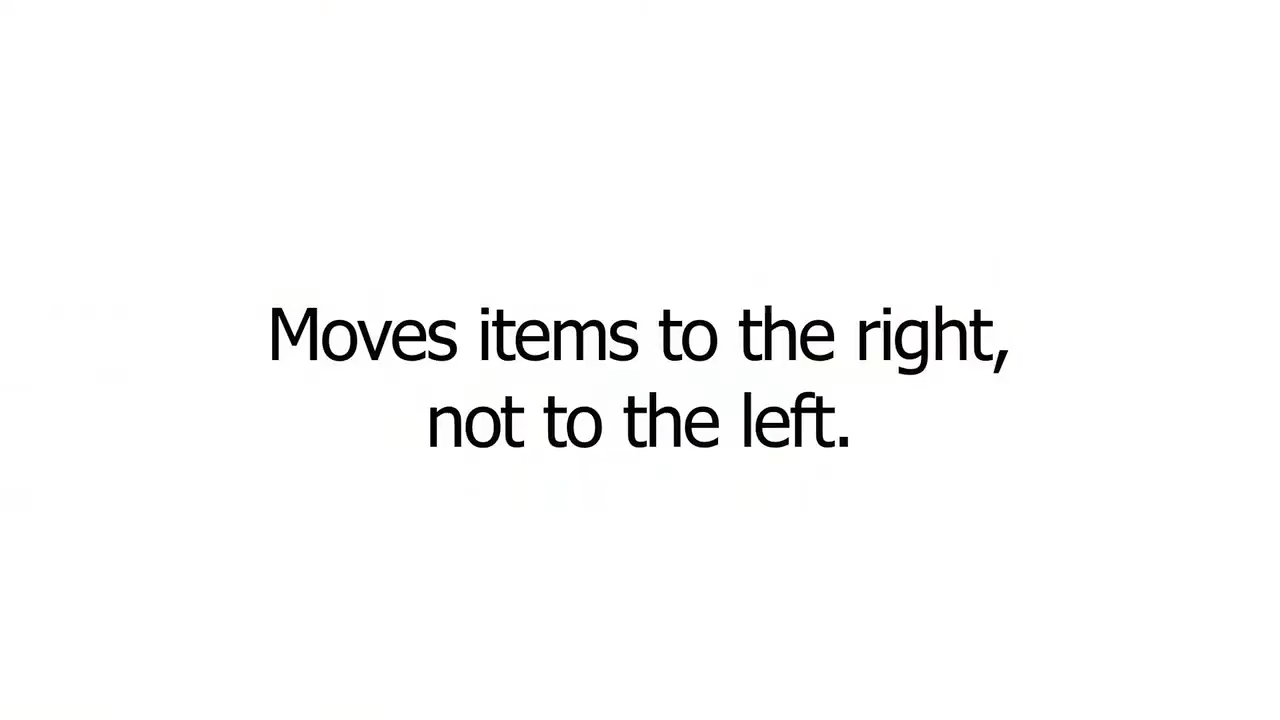 Moves items to the right,
not to the left.